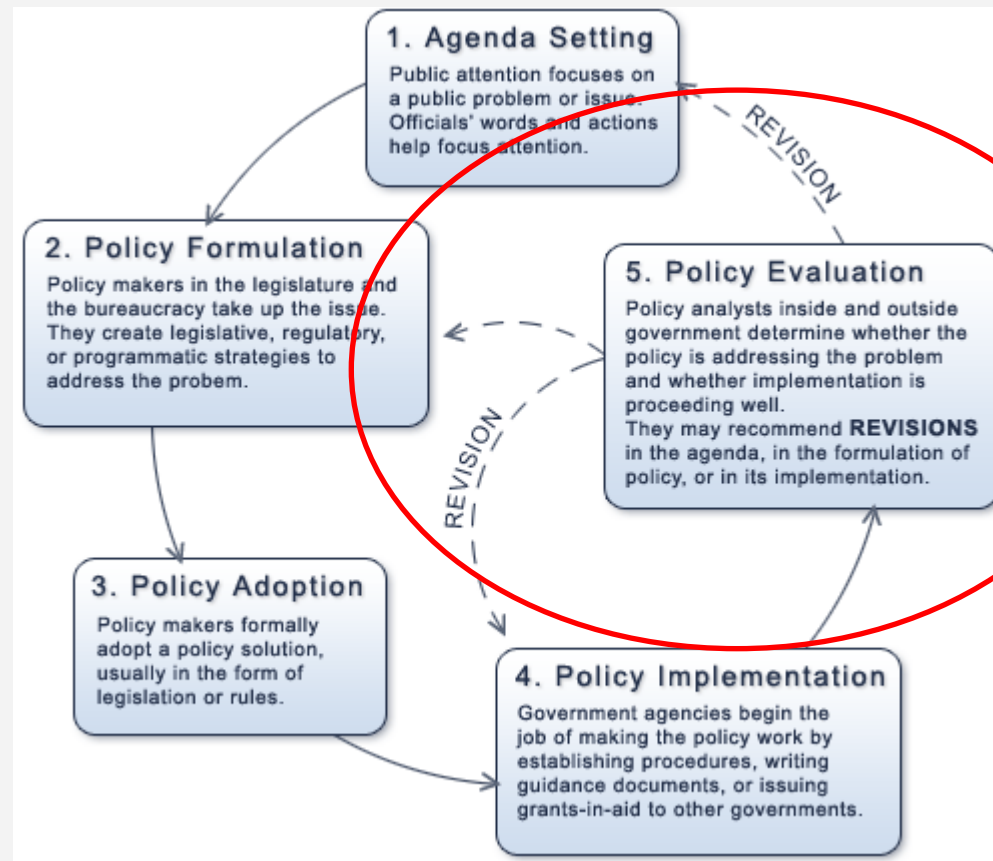 1. Agenda Setting
Public attention focuses on
a public problem or issue.
Officials' words and actions
help focus attention.
REVISION
2. Policy Formulation
Policy makers in the legislature and
the bureaucracy take up the issue.
They create legislative, regulatory,
or programmatic strategies to
address the probem.
5. Policy Evaluation
Policy analysts inside and outside
government determine whether the
policy is addressing the problem
and whether implementation is
proceeding well.
They may recommend REVISIONS
in the agenda, in the formulation of
policy, or in its implementation.
REVISION
3. Policy Adoption
Policy makers formally
adopt a policy solution,
usually in the form of
legislation or rules.
4. Policy Implementation
Government agencies begin the
job of making the policy work by
establishing procedures, writing
guidance documents, or issuing
grants-in-aid to other governments.